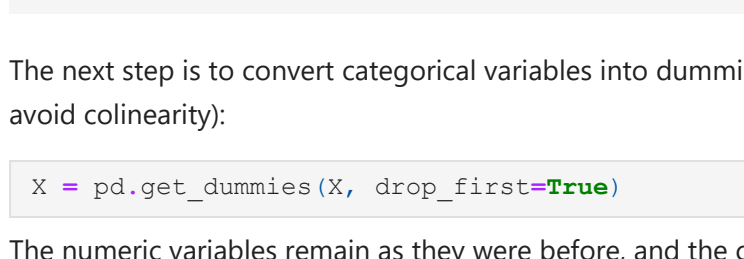 The next step is to convert categorical variables into dummi
avoid colinearity):
X = pd.get_dummies(X, drop_first=True)
The numeric variables remain as they were before, and the c